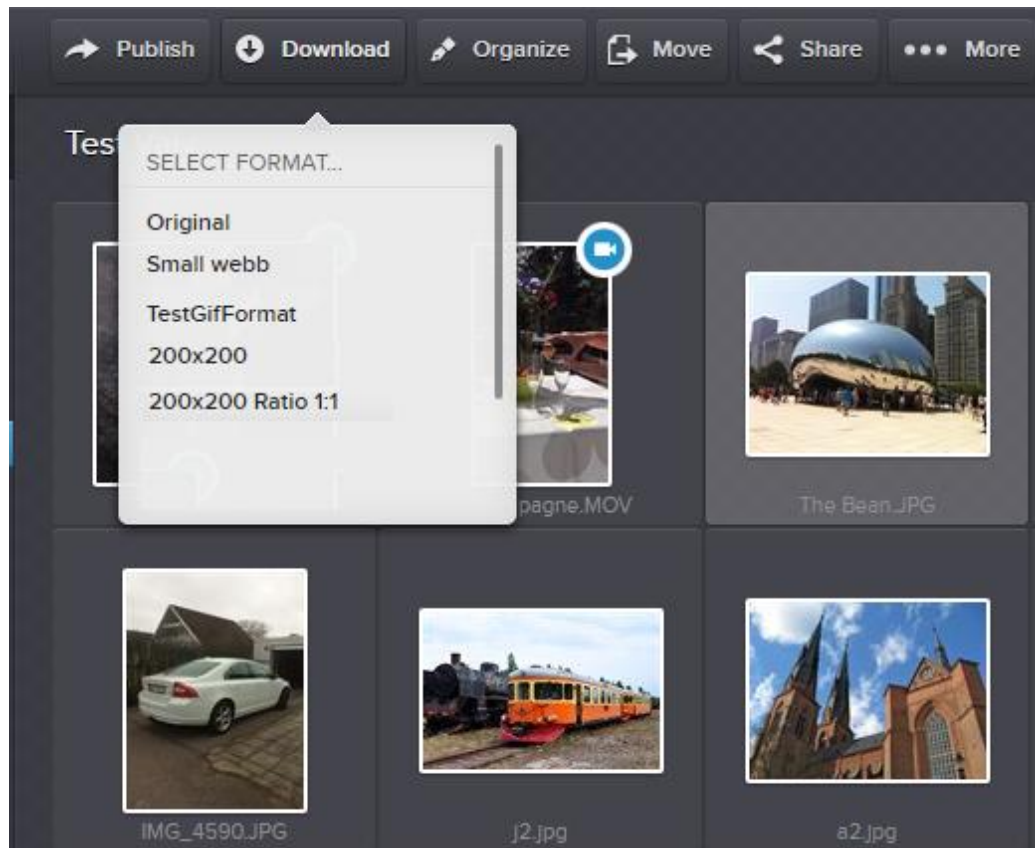 Publish Download Organize Move Share More
Tes
SELECT FORMAT...
Original
Small webb
TestGifFormat
200x200
200x200 Ratio 1:1
pagne.MOV The Bean.JPG
IMG_4590.JPG j2.jpg a2.jpg